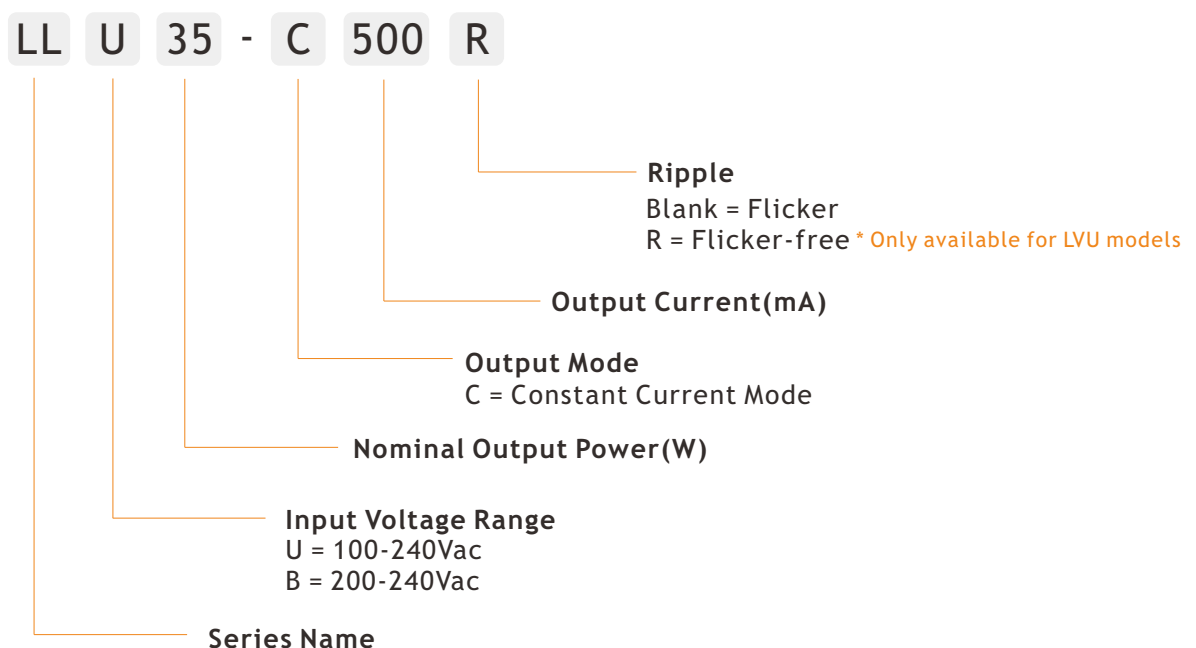 LL U 35 - C 500 R
Ripple
Blank = Flicker
R = Flicker-free * Only available for LVU models
Output Current(mA)
Output Mode
C = Constant Current Mode
Nominal Output Power(W)
Input Voltage Range
U = 100-240Vac
B = 200-240Vac
Series Name